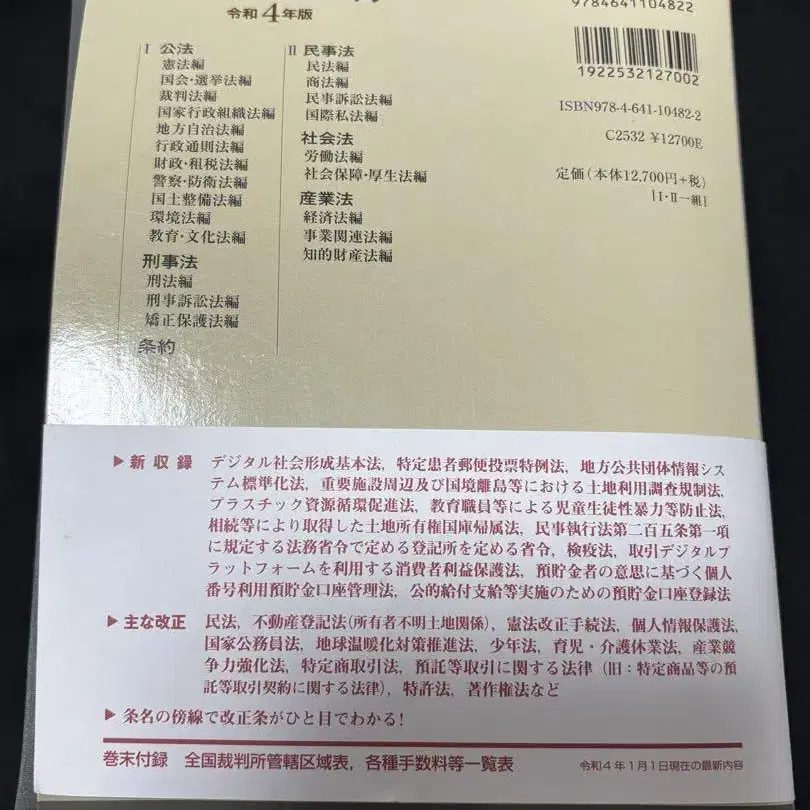 令和4年版
9784641104822
1922532127002
ISBN978-4-641-10482-2
C2532 ¥12700E
定価(本体12,700円+税)
[Ⅰ・Ⅱ一組]
Ⅰ 公法
憲法編
国会・選挙法編
裁判法編
国家行政組織法編
地方自治法編
行政通則法編
財政・租税法編
警察・防衛法編
国土整備法編
環境法編
教育・文化法編
刑事法
刑法編
刑事訴訟法編
矯正保護法編
条約
Ⅱ 民事法
民法編
商法編
民事訴訟法編
国際私法編
社会法
労働法編
社会保障・厚生法編
産業法
経済法編
事業関連法編
知的財産法編
▶新収録 デジタル社会形成基本法, 特定患者郵便投票特例法, 地方公共団体情報シス
テム標準化法, 重要施設周辺及び国境離島等における土地利用調査規制法,
プラスチック資源循環促進法, 教育職員等による児童生徒性暴力等防止法,
相続等により取得した土地所有権国庫帰属法, 民事執行法第二百五条第一項
に規定する法務省令で定める登記所を定める省令, 検疫法, 取引デジタルプ
ラットフォームを利用する消費者利益保護法, 預貯金者の意思に基づく個人
番号利用預貯金口座管理法, 公的給付支給等実施のための預貯金口座登録法
▶主な改正 民法, 不動産登記法(所有者不明土地関係), 憲法改正手続法, 個人情報保護法,
国家公務員法, 地球温暖化対策推進法, 少年法, 育児・介護休業法, 産業競
争力強化法, 特定商取引法, 預託等取引に関する法律(旧:特定商品等の預
託等取引契約に関する法律), 特許法, 著作権法など
▶条名の傍線で改正条がひと目でわかる!
巻末付録 全国裁判所管轄区域表, 各種手数料等一覧表
令和4年1月1日現在の最新内容